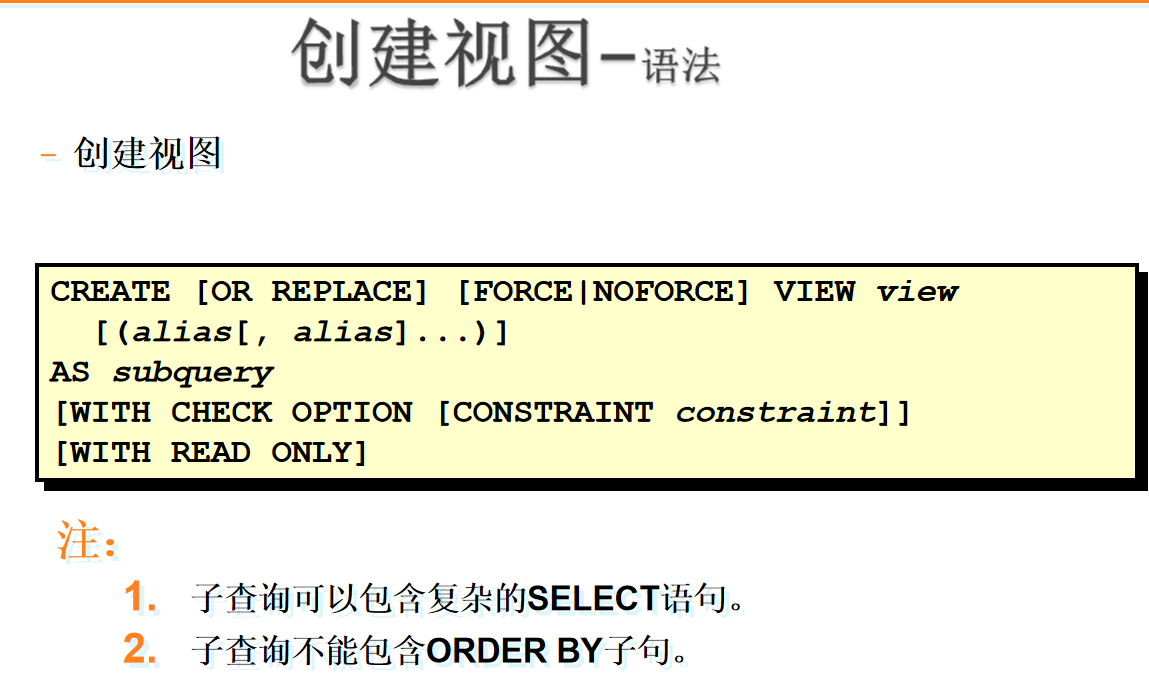 创建视图-语法
– 创建视图
CREATE [OR REPLACE] [FORCE|NOFORCE] VIEW view
[(alias[, alias]...)]
AS subquery
[WITH CHECK OPTION [CONSTRAINT constraint]]
[WITH READ ONLY]
注：
1. 子查询可以包含复杂的SELECT语句。
2. 子查询不能包含ORDER BY子句。